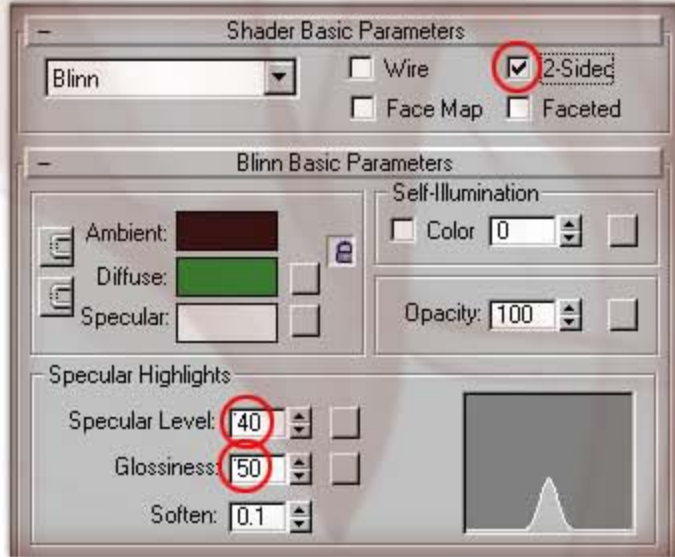 Shader Basic Parameters
Blinn
Wire
2-Sided
Face Map
Faceted
Blinn Basic Parameters
Ambient:
Diffuse:
Specular:
Self-Illumination
Color 0
Opacity: 100
Specular Highlights
Specular Level: 40
Glossiness: 50
Soften: 0.1